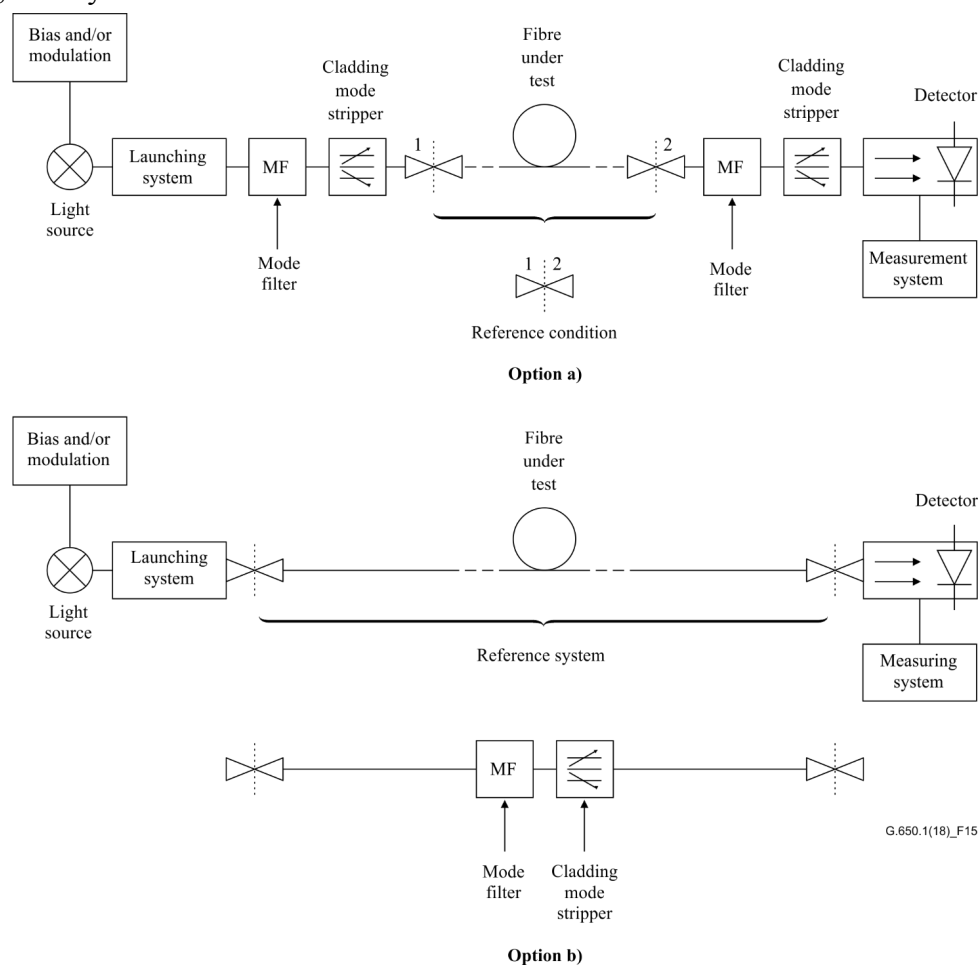 Bias and/or
modulation
Fibre
under
test
Cladding
mode
stripper
Cladding
mode
stripper
Detector
1
2
Launching
system
MF
MF
Light
source
Mode
filter
Mode
filter
Measurement
system
1 2
Reference condition
Option a)
Bias and/or
modulation
Fibre
under
test
Detector
Launching
system
Light
source
Reference system
Measuring
system
MF
G.650.1(18)_F15
Mode
filter
Cladding
mode
stripper
Option b)